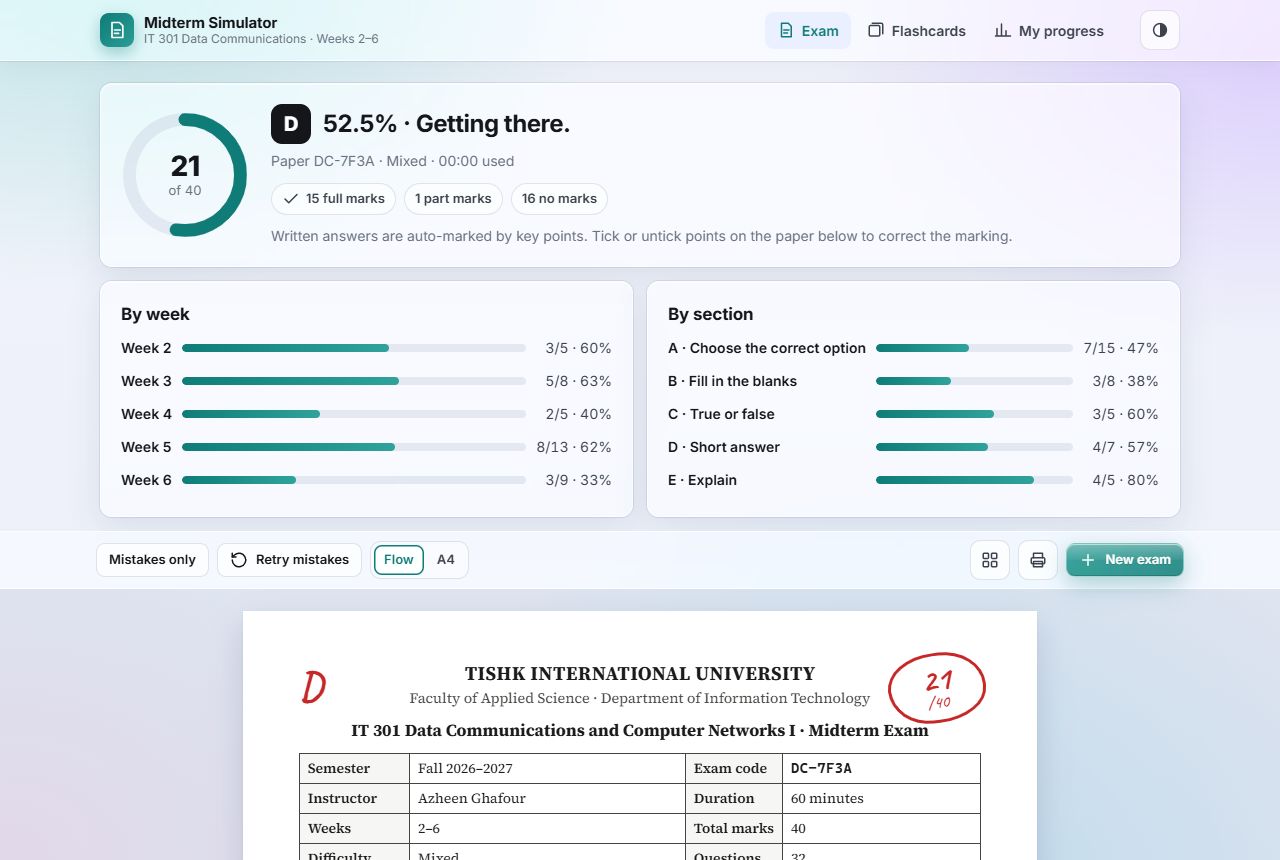 Midterm Simulator
IT 301 Data Communications · Weeks 2–6
Exam
Flashcards
My progress
21
of 40
D
52.5% · Getting there.
Paper DC-7F3A · Mixed · 00:00 used
15 full marks
1 part marks
16 no marks
Written answers are auto-marked by key points. Tick or untick points on the paper below to correct the marking.
By week
Week 2 3/5 · 60%
Week 3 5/8 · 63%
Week 4 2/5 · 40%
Week 5 8/13 · 62%
Week 6 3/9 · 33%
By section
A · Choose the correct option 7/15 · 47%
B · Fill in the blanks 3/8 · 38%
C · True or false 3/5 · 60%
D · Short answer 4/7 · 57%
E · Explain 4/5 · 80%
Mistakes only
Retry mistakes
Flow
A4
New exam
D
TISHK INTERNATIONAL UNIVERSITY
Faculty of Applied Science · Department of Information Technology
21
/40
IT 301 Data Communications and Computer Networks I · Midterm Exam
Semester Fall 2026–2027 Exam code DC-7F3A
Instructor Azheen Ghafour Duration 60 minutes
Weeks 2–6 Total marks 40
Difficulty Mixed Questions 32